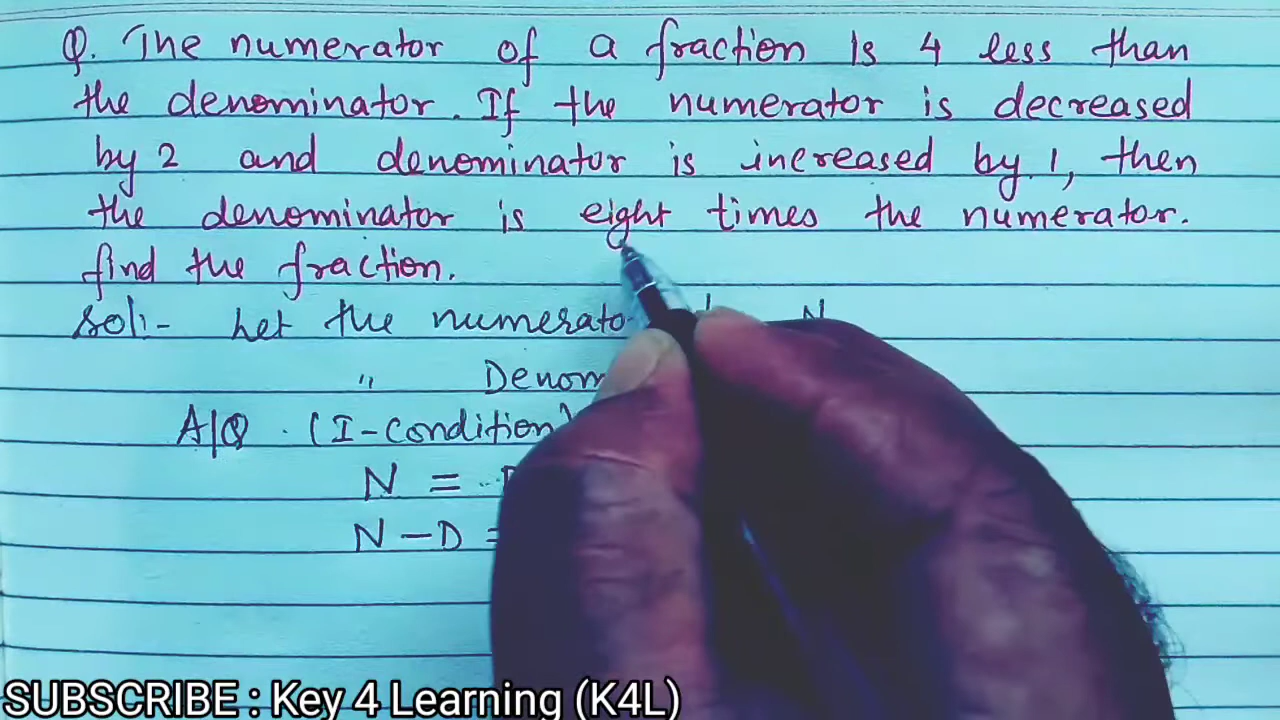 Q. The numerator of a fraction is 4 less than
the denominator. If the numerator is decreased
by 2 and denominator is increased by 1, then
the denominator is eight times the numerator.
find the fraction.
Sol:- Let the numerato N
" Denom
A/Q . (I-Condition)
N =
N - D =
SUBSCRIBE : Key 4 Learning (K4L)